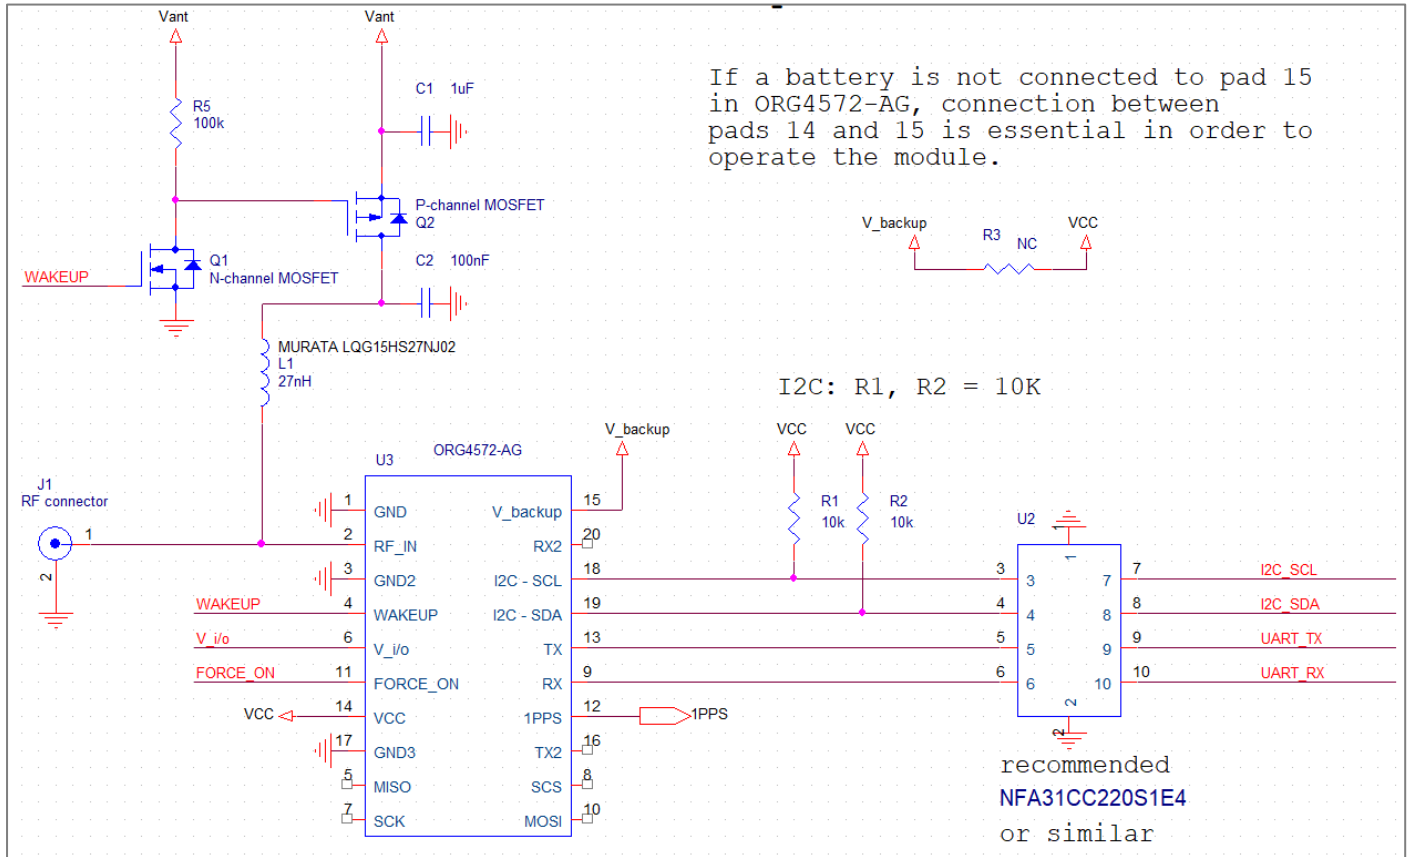 Vant
Vant
C1 1uF
R5
100k
If a battery is not connected to pad 15
in ORG4572-AG, connection between
pads 14 and 15 is essential in order to
operate the module.
P-channel MOSFET
Q2
V_backup
R3
NC
VCC
WAKEUP
Q1
N-channel MOSFET
C2 100nF
MURATA LQG15HS27NJ02
L1
27nH
I2C: R1, R2 = 10K
V_backup
VCC
VCC
U3
ORG4572-AG
J1
RF connector
1
2
R1
10k
R2
10k
U2
1 GND
V_backup 15
2 RF_IN
RX2 20
3 GND2
I2C - SCL 18
4 WAKEUP
I2C - SDA 19
6 V_i/o
TX 13
11 FORCE_ON
RX 9
14 VCC
1PPS 12
17 GND3
TX2 16
5 MISO
SCS 8
7 SCK
MOSI 10
WAKEUP
V_i/o
FORCE_ON
VCC
1PPS
1
1
3 3
7 7
I2C_SCL
4 4
8 8
I2C_SDA
5 5
9 9
UART_TX
6 6
10 10
UART_RX
2
2
recommended
NFA31CC220S1E4
or similar